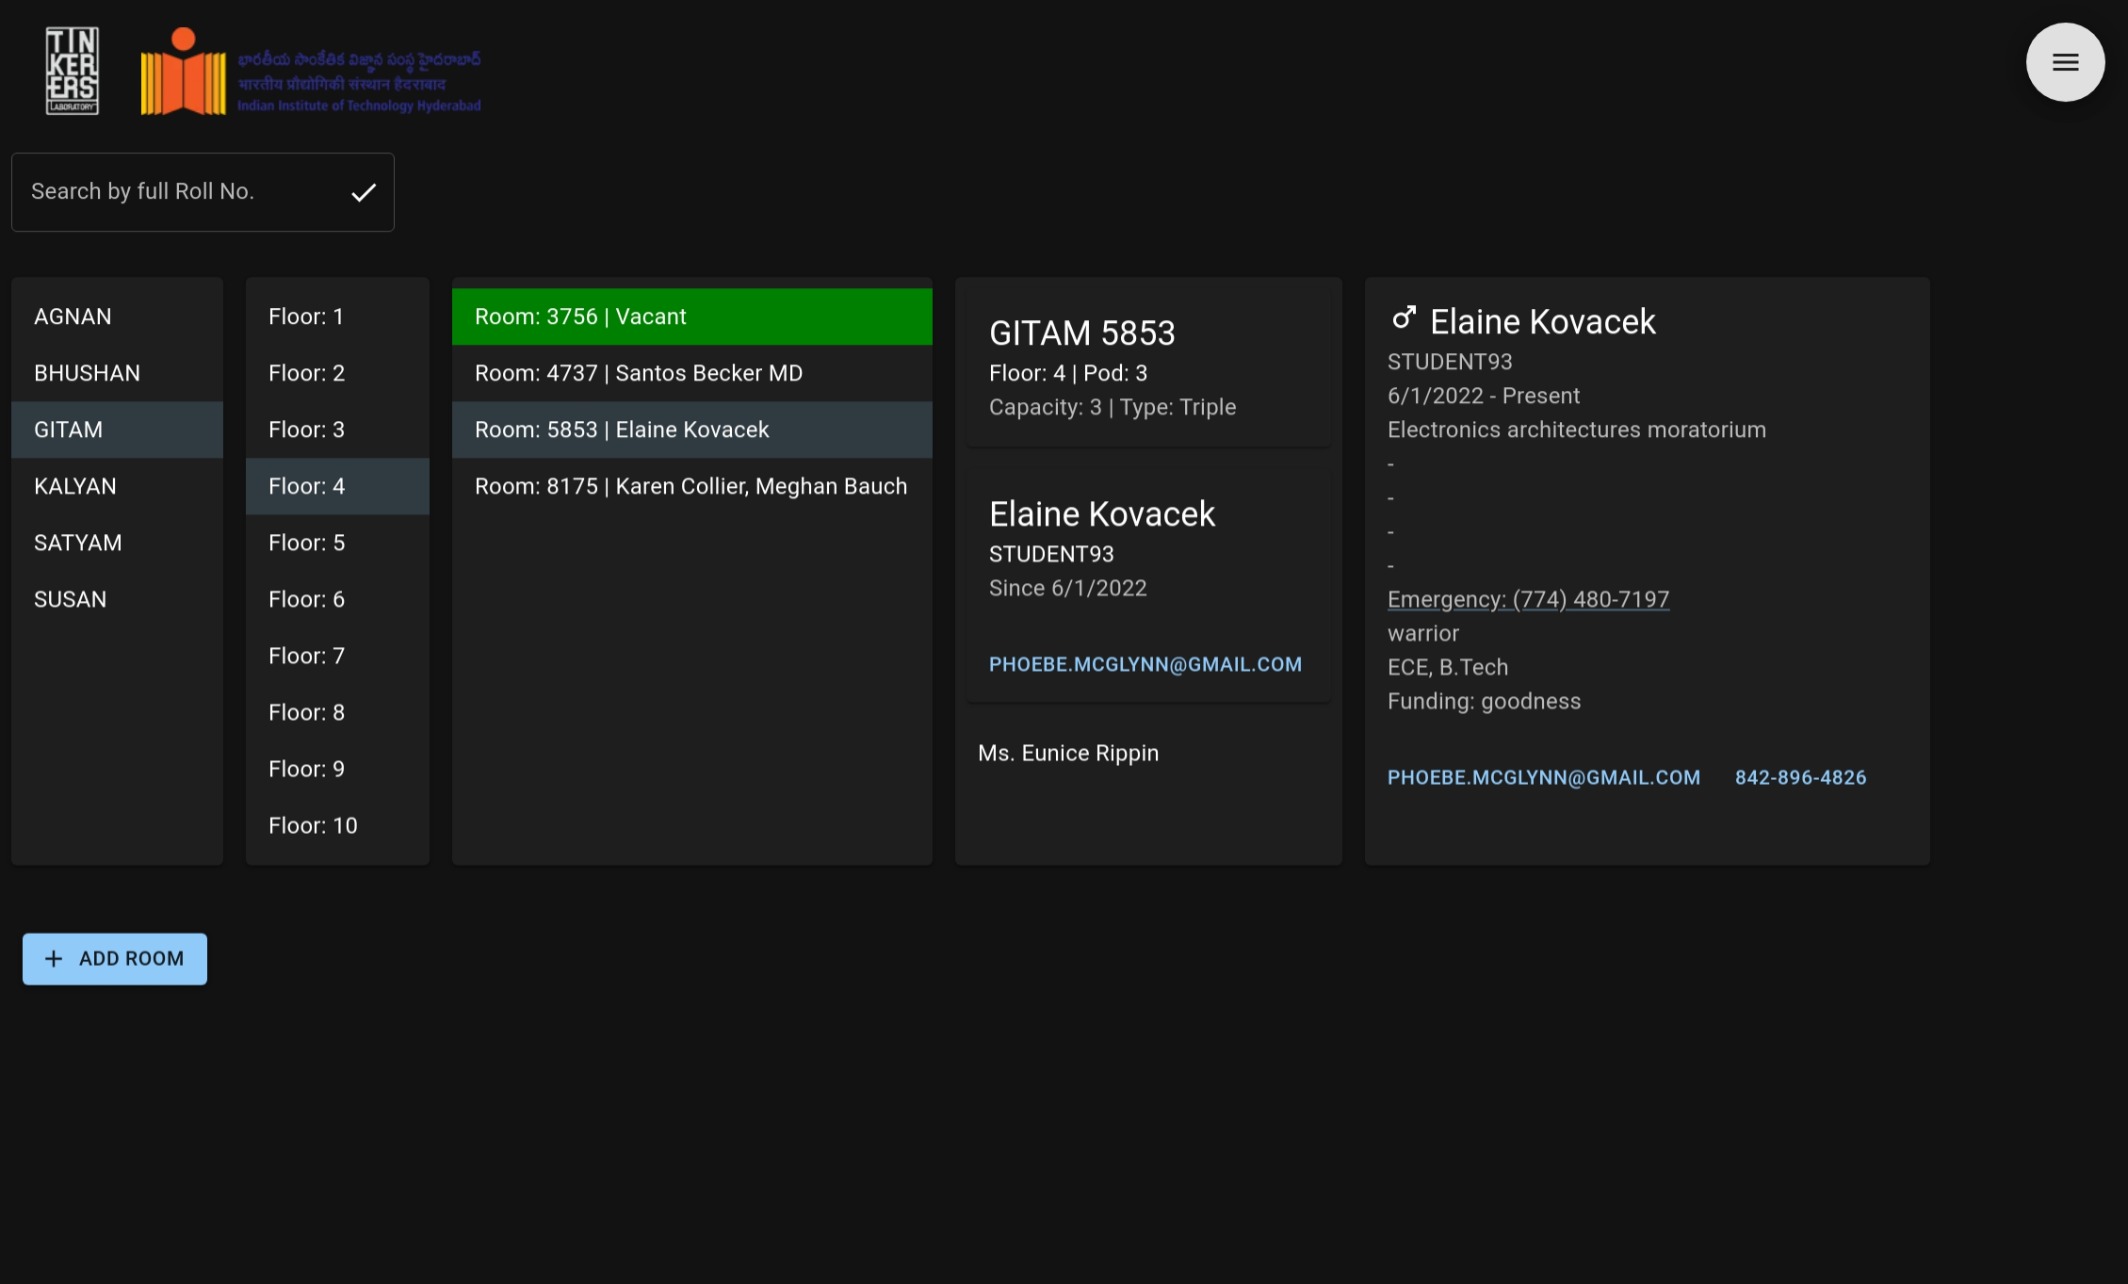 TINKERERS
LABORATORY
భారతీయ సాంకేతిక విజ్ఞాన సంస్థ హైదరాబాద్
भारतीय प्रौद्योगिकी संस्थान हैदराबाद
Indian Institute of Technology Hyderabad
Search by full Roll No.
AGNAN
BHUSHAN
GITAM
KALYAN
SATYAM
SUSAN
Floor: 1
Floor: 2
Floor: 3
Floor: 4
Floor: 5
Floor: 6
Floor: 7
Floor: 8
Floor: 9
Floor: 10
Room: 3756 | Vacant
Room: 4737 | Santos Becker MD
Room: 5853 | Elaine Kovacek
Room: 8175 | Karen Collier, Meghan Bauch
GITAM 5853
Floor: 4 | Pod: 3
Capacity: 3 | Type: Triple
Elaine Kovacek
STUDENT93
Since 6/1/2022
PHOEBE.MCGLYNN@GMAIL.COM
Ms. Eunice Rippin
Elaine Kovacek
STUDENT93
6/1/2022 - Present
Electronics architectures moratorium
-
-
-
-
Emergency: (774) 480-7197
warrior
ECE, B.Tech
Funding: goodness
PHOEBE.MCGLYNN@GMAIL.COM 842-896-4826
ADD ROOM